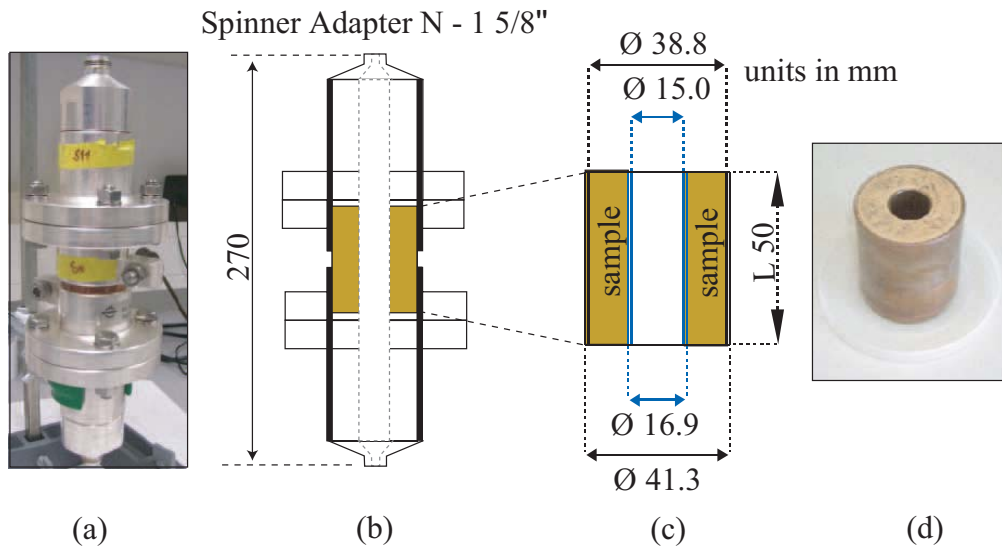 Spinner Adapter N - 1 5/8"
S11
270
Ø 38.8
units in mm
Ø 15.0
sample
sample
L 50
Ø 16.9
Ø 41.3
(a)
(b)
(c)
(d)